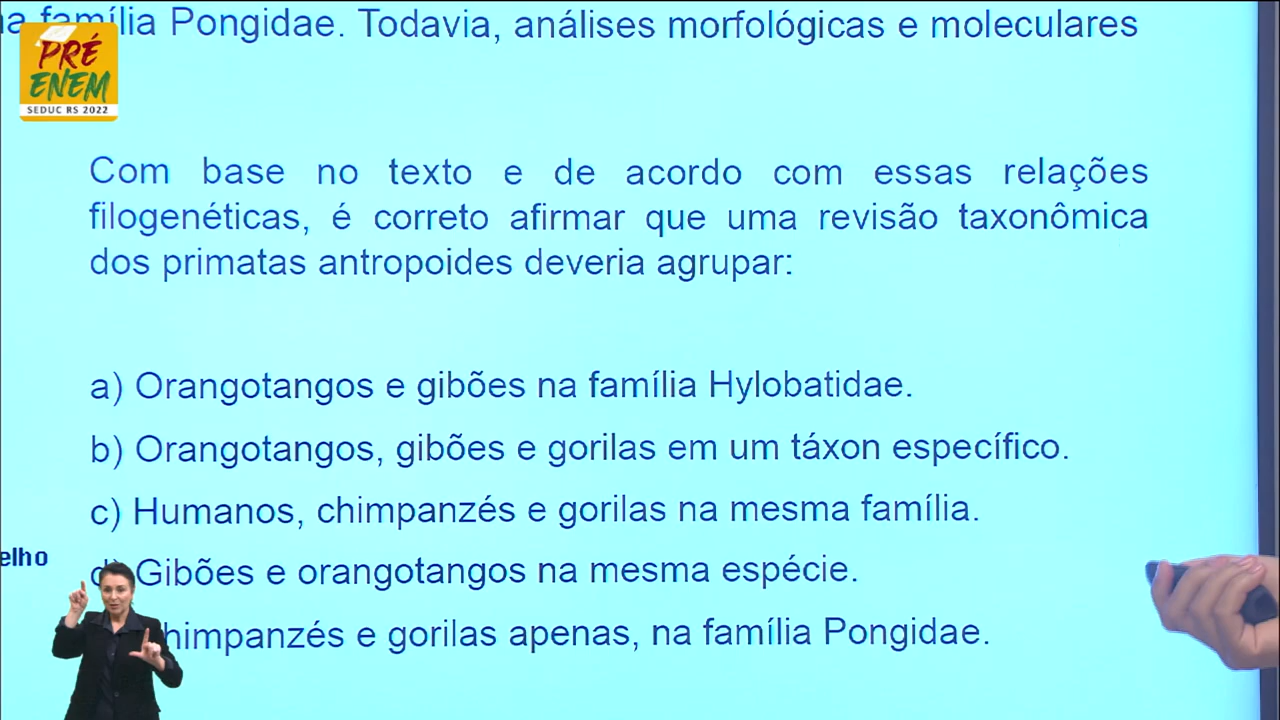 família Pongidae. Todavia, análises morfológicas e moleculares
PRÉ
ENEM
SEDUC RS 2022
Com base no texto e de acordo com essas relações
filogenéticas, é correto afirmar que uma revisão taxonômica
dos primatas antropoides deveria agrupar:
a) Orangotangos e gibões na família Hylobatidae.
b) Orangotangos, gibões e gorilas em um táxon específico.
c) Humanos, chimpanzés e gorilas na mesma família.
elho
d) Gibões e orangotangos na mesma espécie.
himpanzés e gorilas apenas, na família Pongidae.